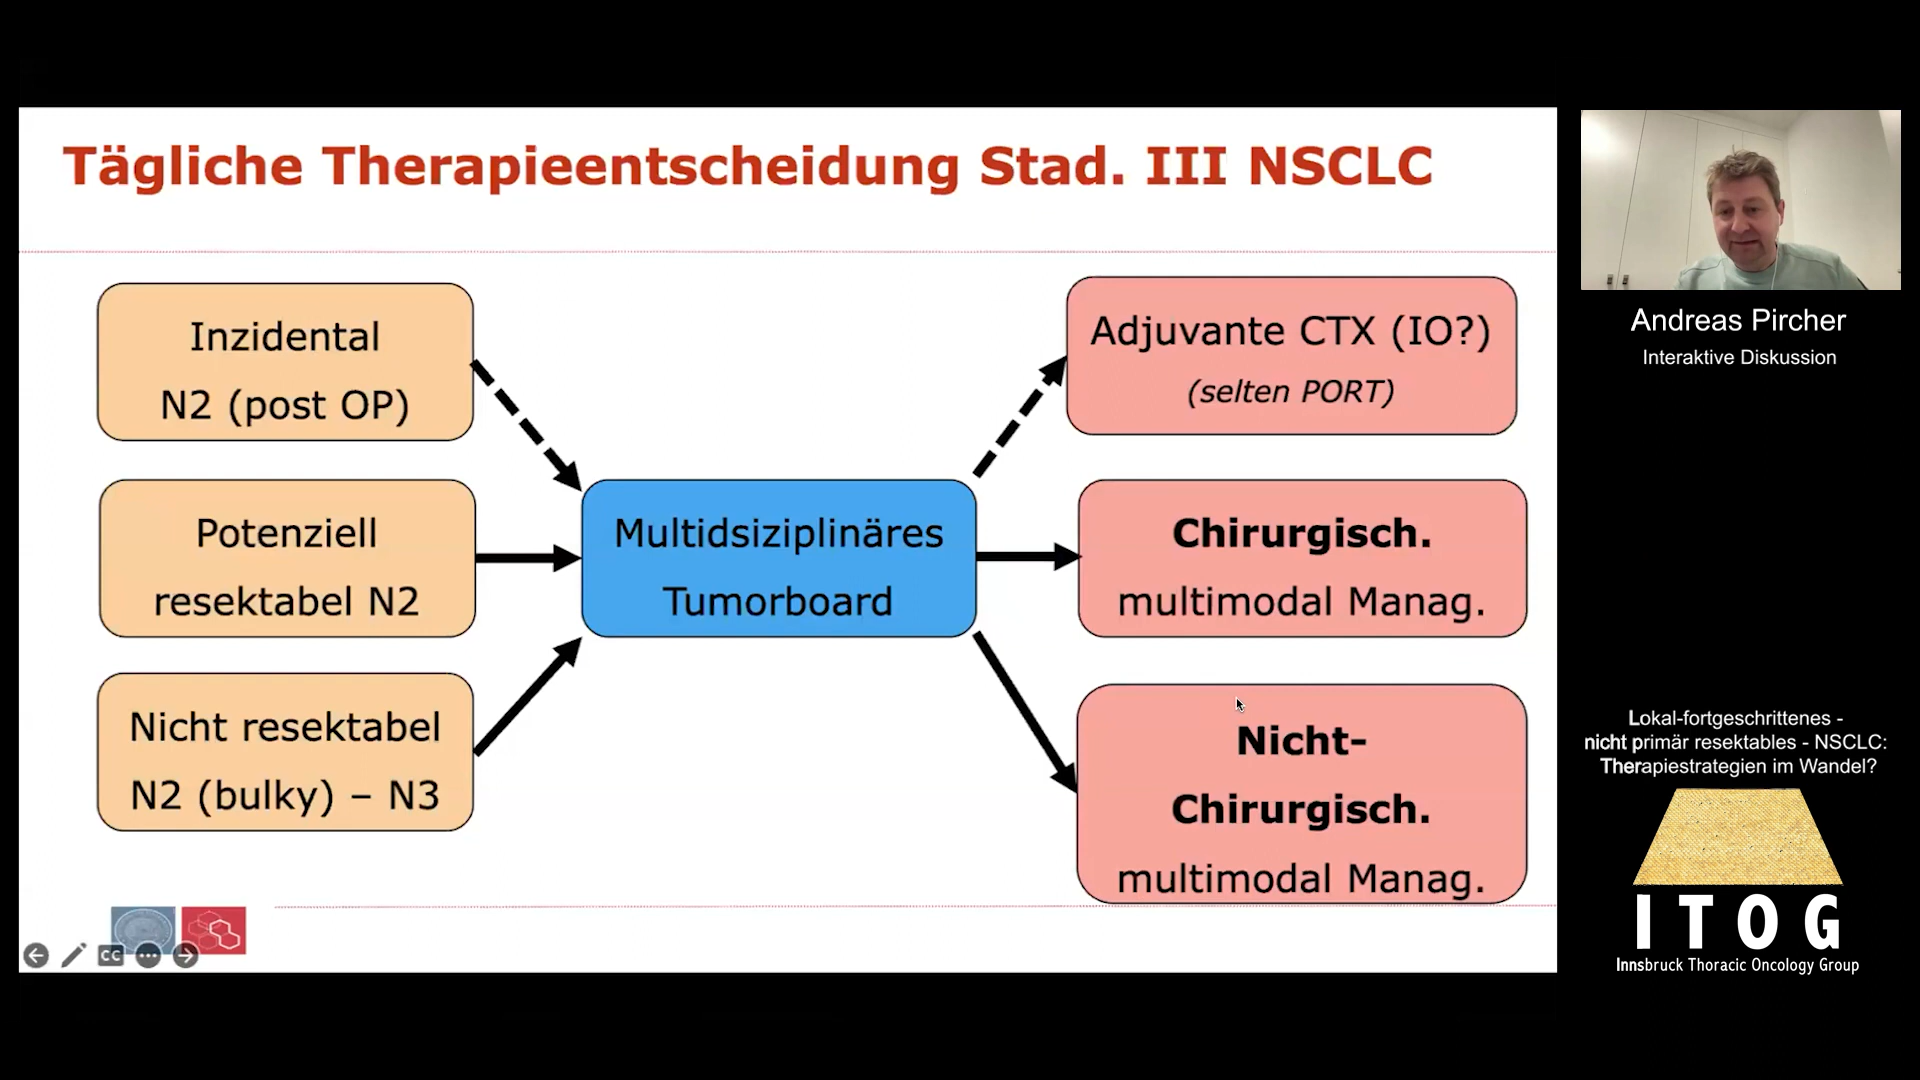 Tägliche Therapieentscheidung Stad. III NSCLC
Inzidental
N2 (post OP)
Potenziell
resektabel N2
Nicht resektabel
N2 (bulky) – N3
Multidsiziplinäres
Tumorboard
Adjuvante CTX (IO?)
(selten PORT)
Chirurgisch.
multimodal Manag.
Nicht-
Chirurgisch.
multimodal Manag.
CC
Andreas Pircher
Interaktive Diskussion
Lokal-fortgeschrittenes -
nicht primär resektables - NSCLC:
Therapiestrategien im Wandel?
ITOG
Innsbruck Thoracic Oncology Group